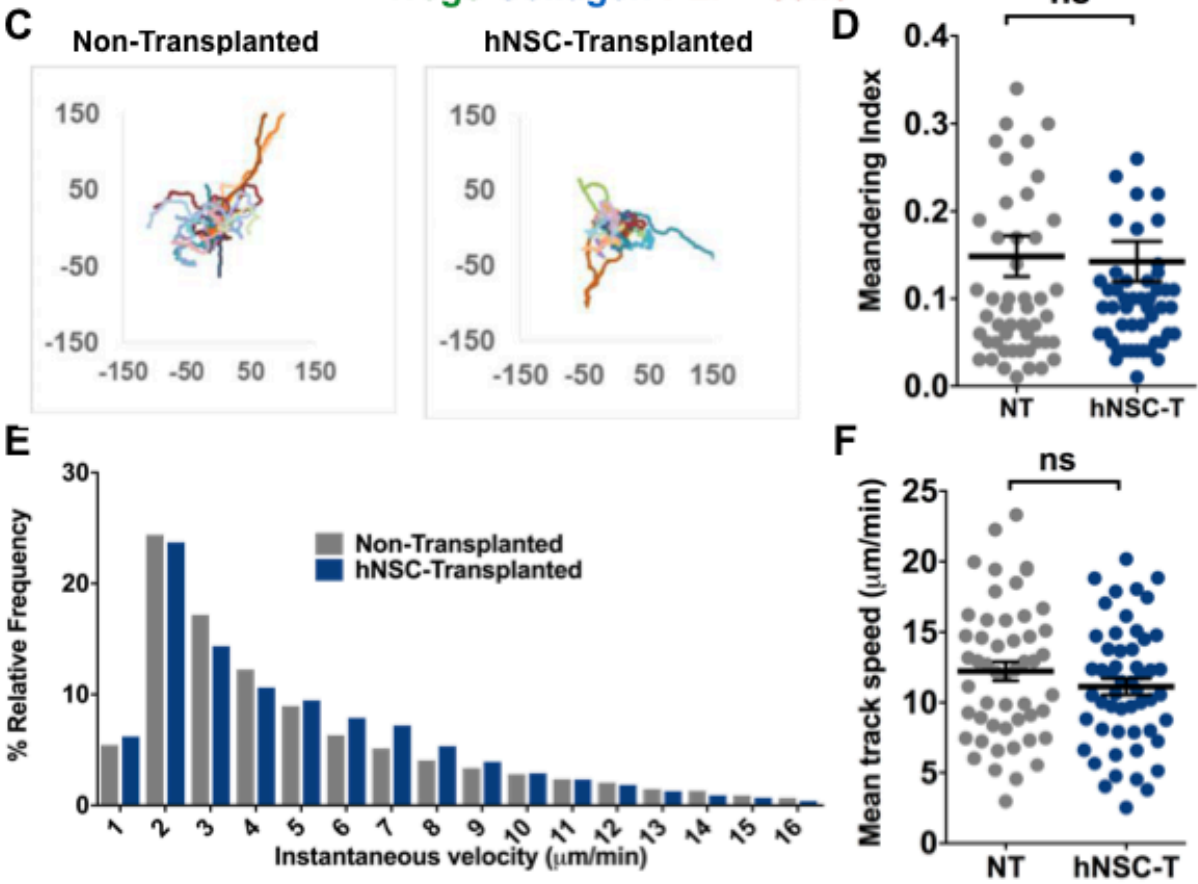 C
Non-Transplanted
hNSC-Transplanted
150
50
-50
-150
-150 -50 50 150
150
50
-50
-150
-150 -50 50 150
D
ns
Meandering Index
0.4
0.3
0.2
0.1
0.0
NT hNSC-T
E
% Relative Frequency
30
20
10
0
Non-Transplanted
hNSC-Transplanted
1 2 3 4 5 6 7 8 9 10 11 12 13 14 15 16
Instantaneous velocity (μm/min)
F
ns
Mean track speed (μm/min)
25
20
15
10
5
0
NT hNSC-T